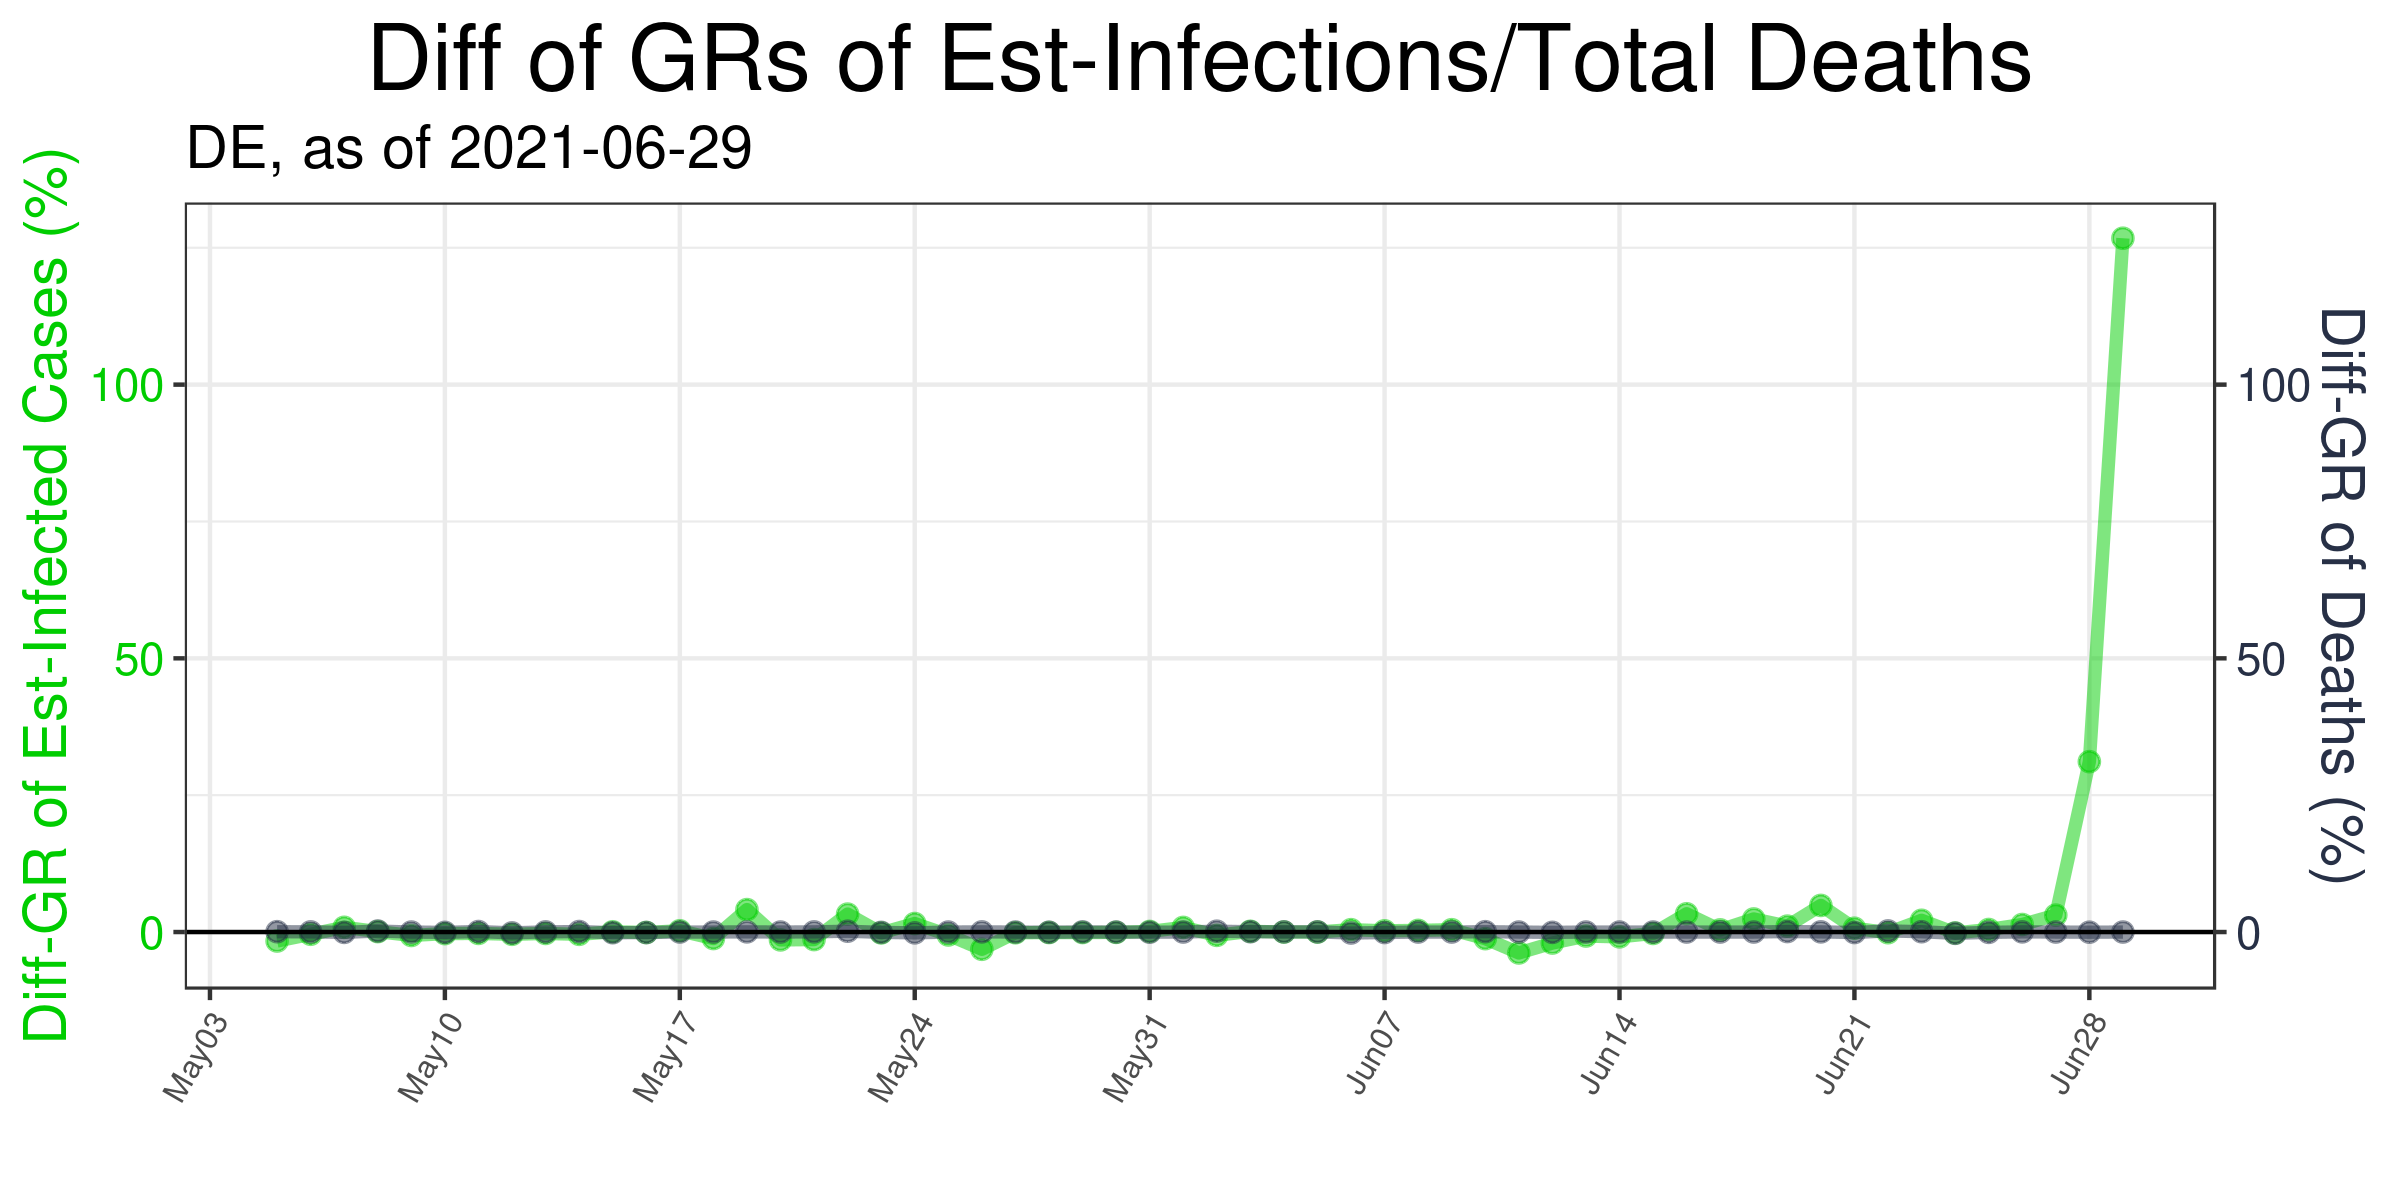 Diff of GRs of Est-Infections/Total Deaths
DE, as of 2021-06-29
Diff-GR of Est-Infected Cases (%)
100
50
0
100
50
0
Diff-GR of Deaths (%)
May03
May10
May17
May24
May31
Jun07
Jun14
Jun21
Jun28